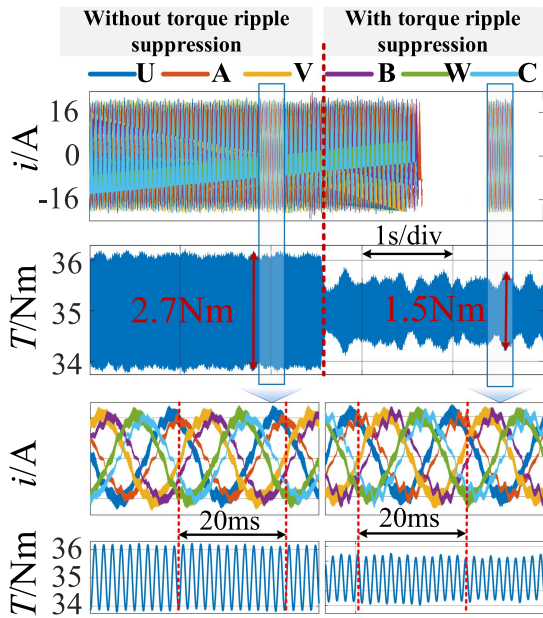 Without torque ripple suppression
With torque ripple suppression
U A V B W C
i/A
16
0
-16
1s/div
T/Nm
36
35
34
2.7Nm
1.5Nm
i/A
20ms
20ms
T/Nm
36
35
34